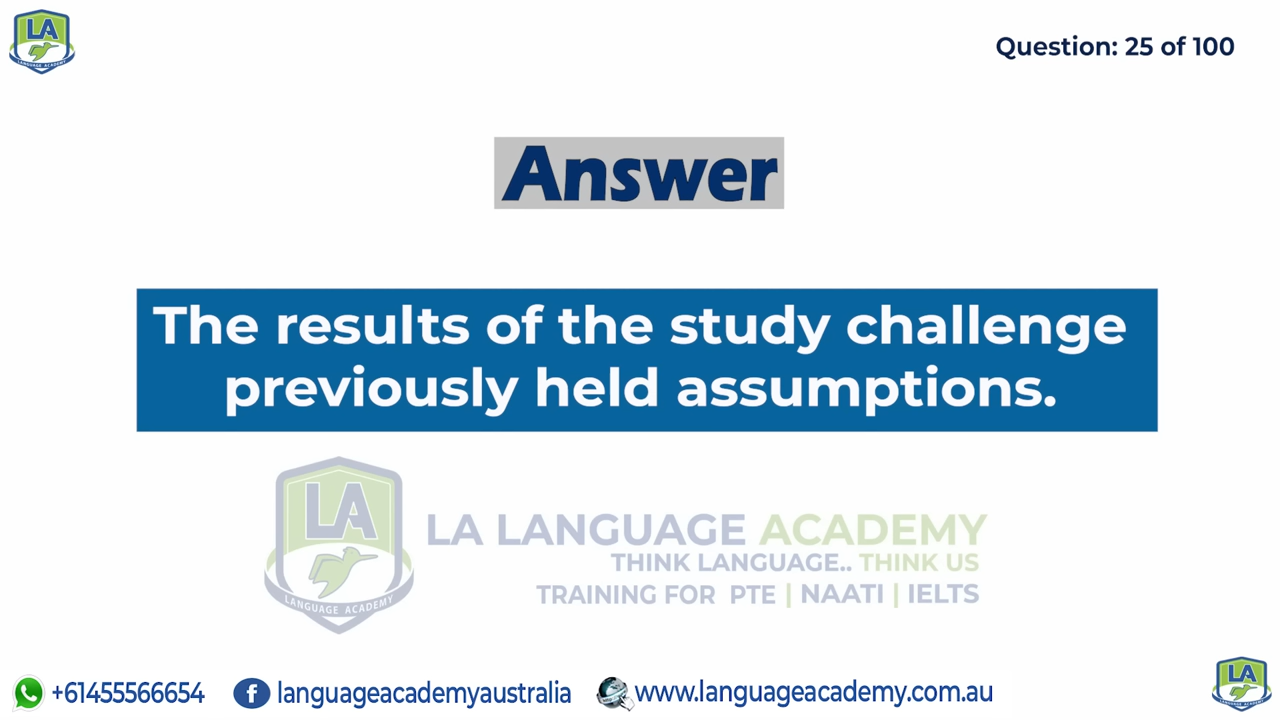 LA
LANGUAGE ACADEMY
Question: 25 of 100
Answer
The results of the study challenge
previously held assumptions.
LA
LANGUAGE ACADEMY
LA LANGUAGE ACADEMY
THINK LANGUAGE.. THINK US
TRAINING FOR PTE | NAATI | IELTS
+61455566654
languageacademyaustralia
www.languageacademy.com.au
LA
LANGUAGE ACADEMY